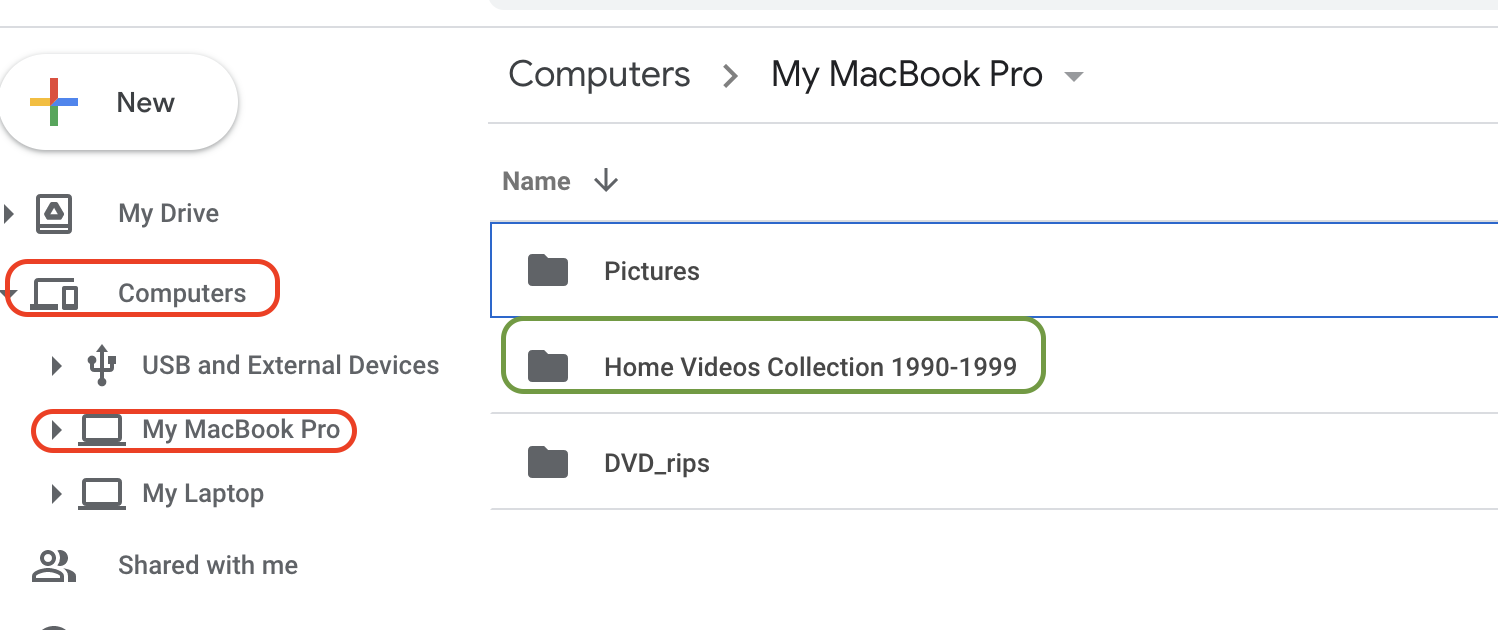 New
My Drive
Computers
USB and External Devices
My MacBook Pro
My Laptop
Shared with me
Computers > My MacBook Pro
Name
Pictures
Home Videos Collection 1990-1999
DVD_rips